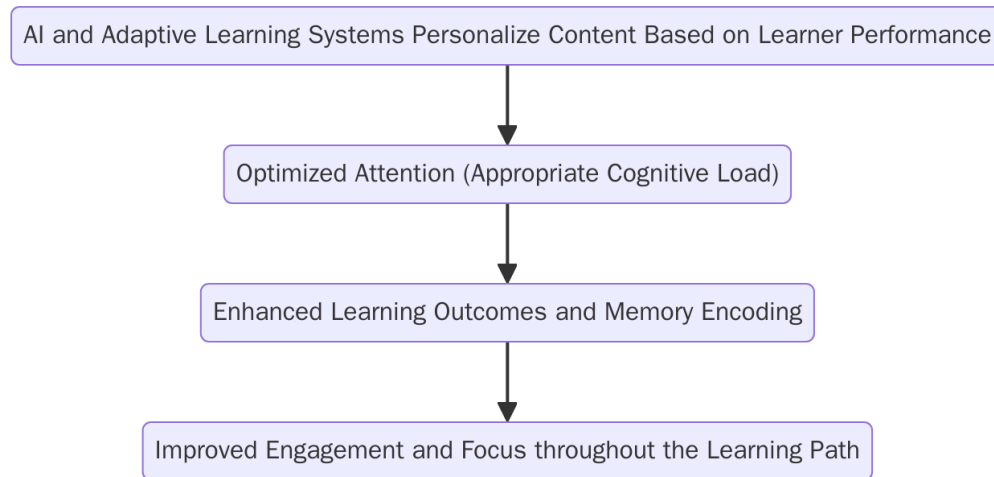 AI and Adaptive Learning Systems Personalize Content Based on Learner Performance
Optimized Attention (Appropriate Cognitive Load)
Enhanced Learning Outcomes and Memory Encoding
Improved Engagement and Focus throughout the Learning Path